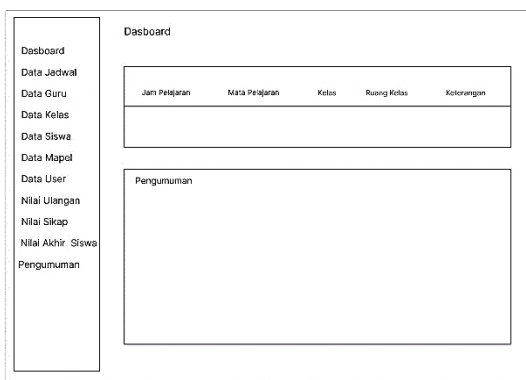 Dasboard
Data Jadwal
Data Guru
Data Kelas
Data Siswa
Data Mapel
Data User
Nilai Ulangan
Nilai Sikap
Nilai Akhir Siswa
Pengumuman
Dasboard
Jam Pelajaran Mata Pelajaran Kelas Ruang Kelas Keterangan
Pengumuman